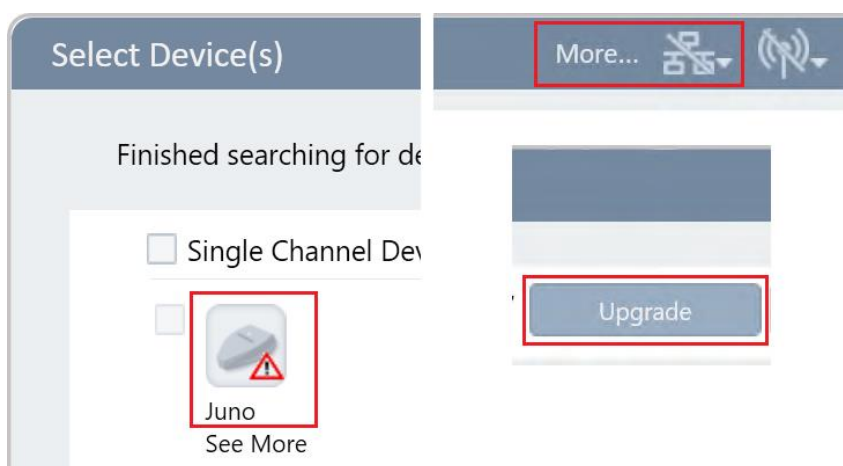 Select Device(s)
More...
Finished searching for de
Single Channel Dev
Upgrade
Juno
See More